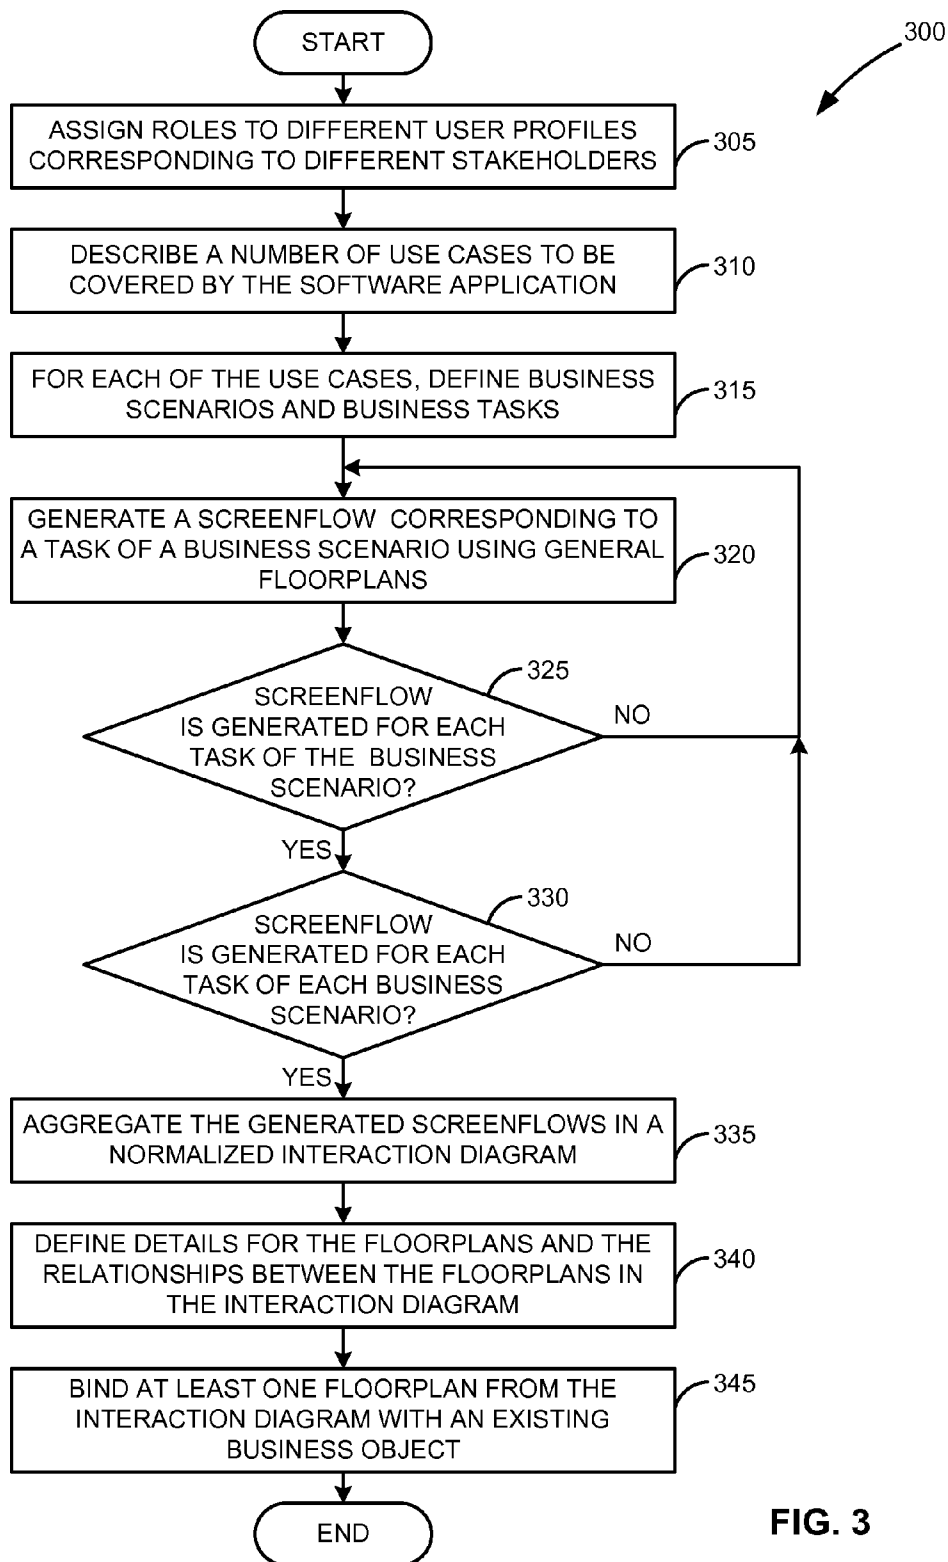 START
300
ASSIGN ROLES TO DIFFERENT USER PROFILES
CORRESPONDING TO DIFFERENT STAKEHOLDERS
305
DESCRIBE A NUMBER OF USE CASES TO BE
COVERED BY THE SOFTWARE APPLICATION
310
FOR EACH OF THE USE CASES, DEFINE BUSINESS
SCENARIOS AND BUSINESS TASKS
315
GENERATE A SCREENFLOW CORRESPONDING TO
A TASK OF A BUSINESS SCENARIO USING GENERAL
FLOORPLANS
320
SCREENFLOW
IS GENERATED FOR EACH
TASK OF THE BUSINESS
SCENARIO?
325
NO
YES
SCREENFLOW
IS GENERATED FOR EACH
TASK OF EACH BUSINESS
SCENARIO?
330
NO
YES
AGGREGATE THE GENERATED SCREENFLOWS IN A
NORMALIZED INTERACTION DIAGRAM
335
DEFINE DETAILS FOR THE FLOORPLANS AND THE
RELATIONSHIPS BETWEEN THE FLOORPLANS IN
THE INTERACTION DIAGRAM
340
BIND AT LEAST ONE FLOORPLAN FROM THE
INTERACTION DIAGRAM WITH AN EXISTING
BUSINESS OBJECT
345
END
FIG. 3